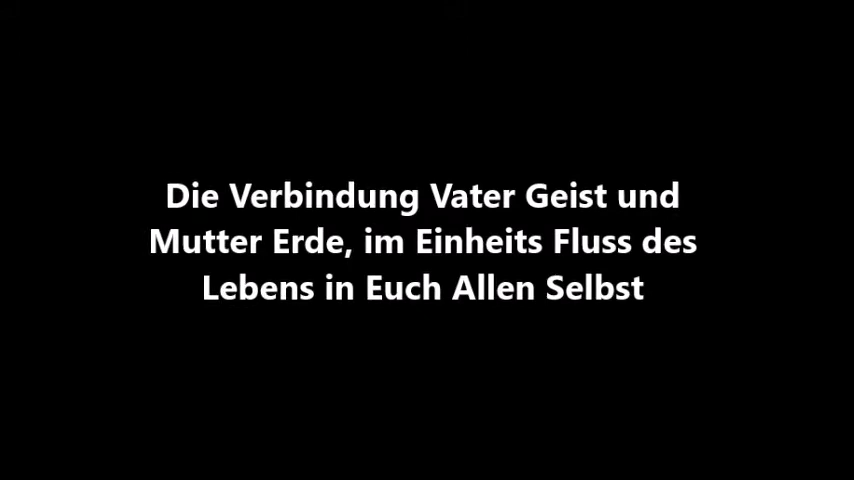 Die Verbindung Vater Geist und
Mutter Erde, im Einheits Fluss des
Lebens in Euch Allen Selbst